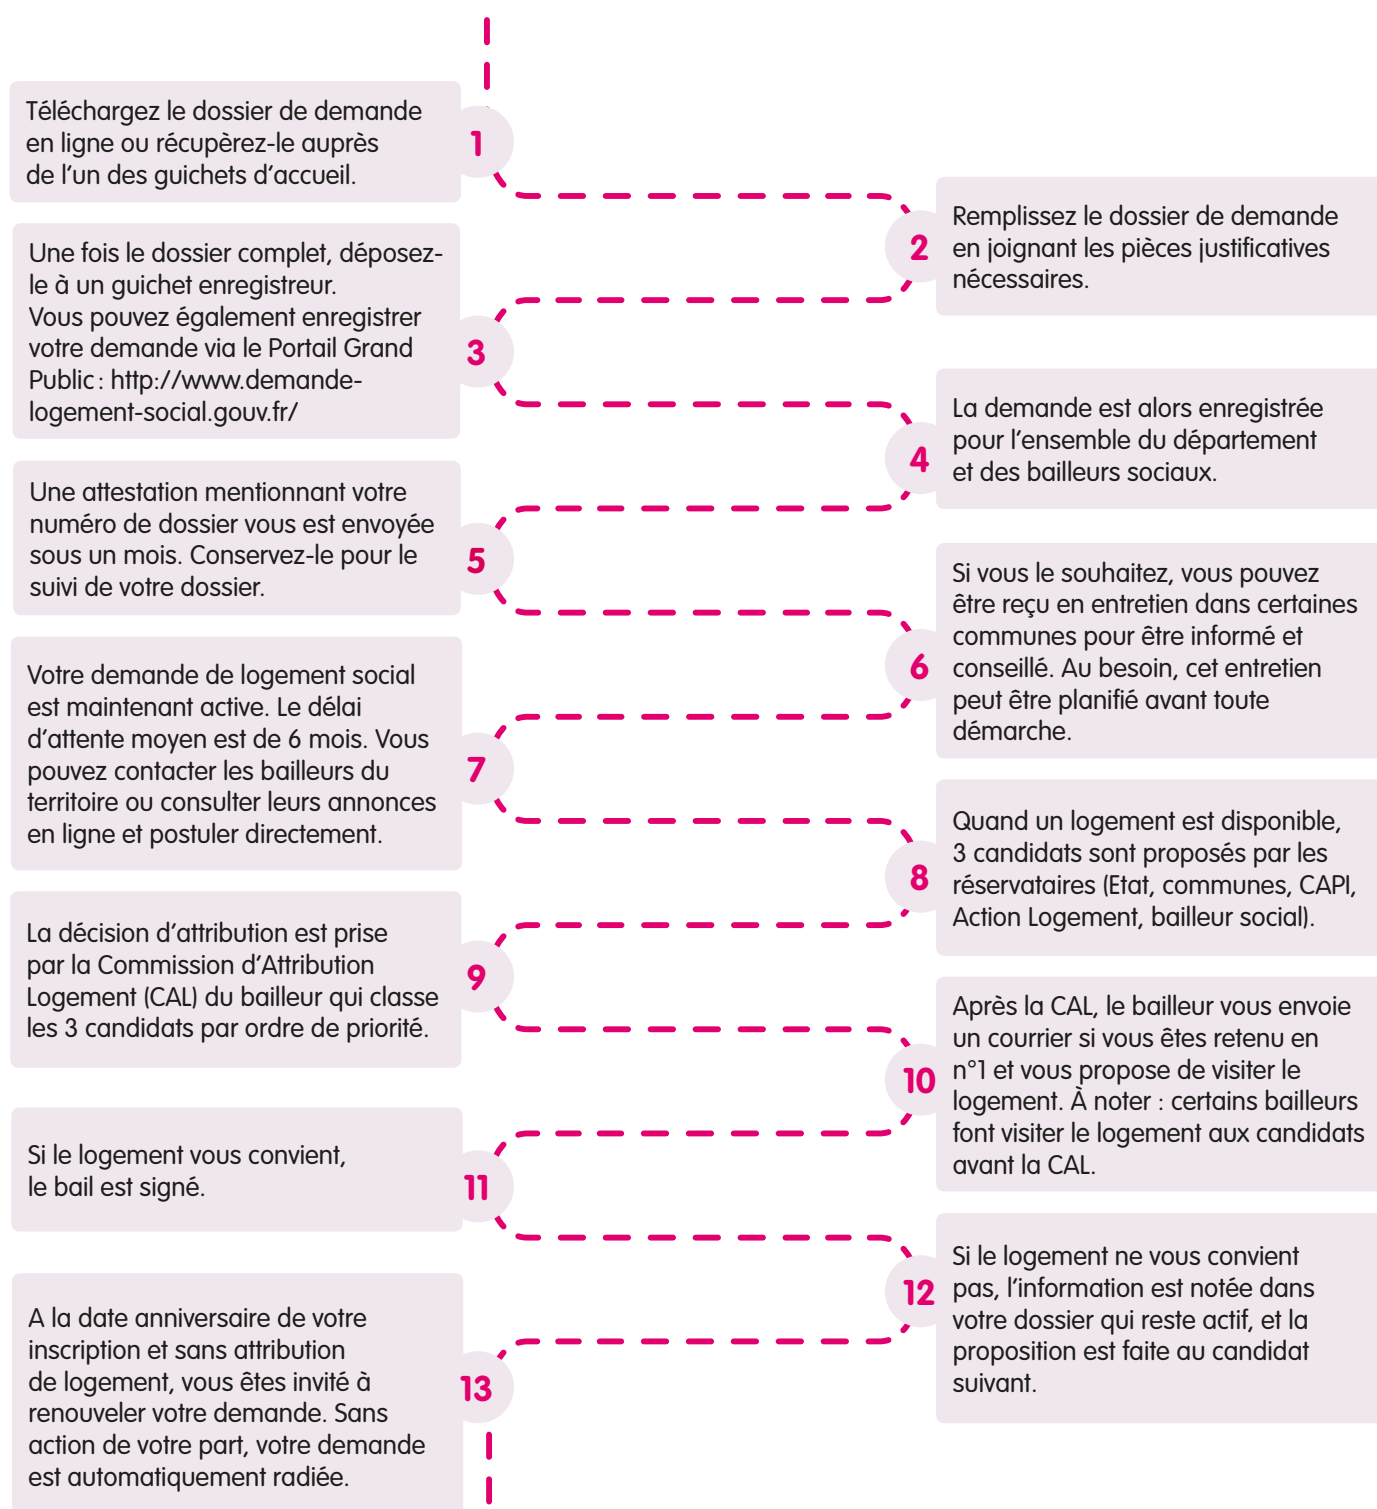 Téléchargez le dossier de demande
en ligne ou récupèrez-le auprès
de l’un des guichets d’accueil.
1
2
Remplissez le dossier de demande
en joignant les pièces justificatives
nécessaires.
Une fois le dossier complet, déposez-
le à un guichet enregistreur.
Vous pouvez également enregistrer
votre demande via le Portail Grand
Public : http://www.demande-
logement-social.gouv.fr/
3
4
La demande est alors enregistrée
pour l’ensemble du département
et des bailleurs sociaux.
Une attestation mentionnant votre
numéro de dossier vous est envoyée
sous un mois. Conservez-le pour le
suivi de votre dossier.
5
6
Si vous le souhaitez, vous pouvez
être reçu en entretien dans certaines
communes pour être informé et
conseillé. Au besoin, cet entretien
peut être planifié avant toute
démarche.
Votre demande de logement social
est maintenant active. Le délai
d’attente moyen est de 6 mois. Vous
pouvez contacter les bailleurs du
territoire ou consulter leurs annonces
en ligne et postuler directement.
7
8
Quand un logement est disponible,
3 candidats sont proposés par les
réservataires (Etat, communes, CAPI,
Action Logement, bailleur social).
La décision d’attribution est prise
par la Commission d’Attribution
Logement (CAL) du bailleur qui classe
les 3 candidats par ordre de priorité.
9
10
Après la CAL, le bailleur vous envoie
un courrier si vous êtes retenu en
n°1 et vous propose de visiter le
logement. À noter : certains bailleurs
font visiter le logement aux candidats
avant la CAL.
Si le logement vous convient,
le bail est signé.
11
12
Si le logement ne vous convient
pas, l’information est notée dans
votre dossier qui reste actif, et la
proposition est faite au candidat
suivant.
A la date anniversaire de votre
inscription et sans attribution
de logement, vous êtes invité à
renouveler votre demande. Sans
action de votre part, votre demande
est automatiquement radiée.
13